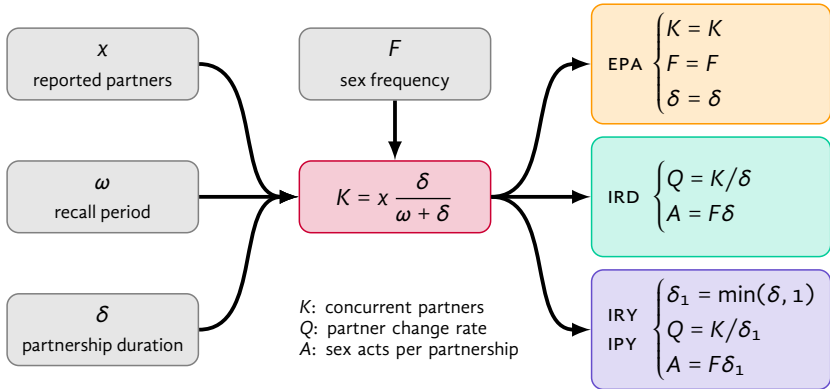 x
reported partners
ω
recall period
δ
partnership duration
F
sex frequency
K = x δ / (ω + δ)
K: concurrent partners
Q: partner change rate
A: sex acts per partnership
EPA { K = K
F = F
δ = δ
IRD { Q = K/δ
A = Fδ
IRY IPY { δ₁ = min(δ, 1)
Q = K/δ₁
A = Fδ₁